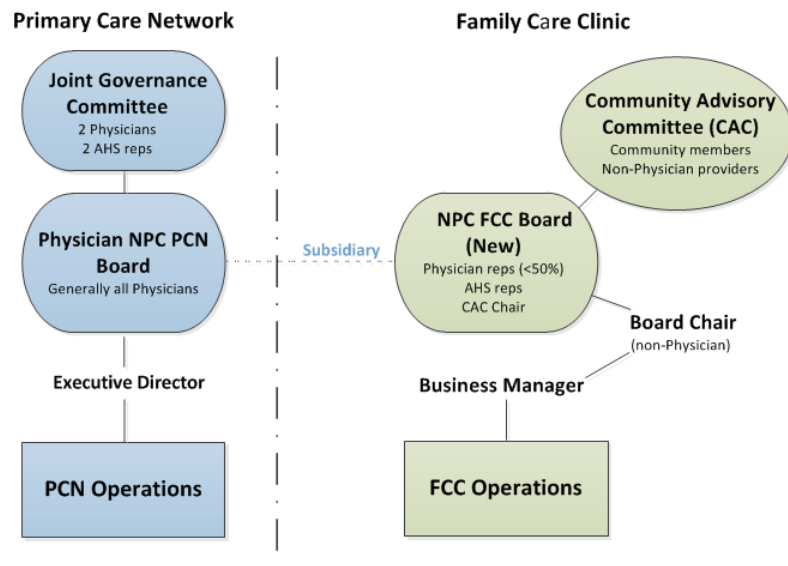 Primary Care Network
Joint Governance
Committee
2 Physicians
2 AHS reps
Physician NPC PCN
Board
Generally all Physicians
Executive Director
PCN Operations
Subsidiary
Family Care Clinic
Community Advisory
Committee (CAC)
Community members
Non-Physician providers
NPC FCC Board
(New)
Physician reps (<50%)
AHS reps
CAC Chair
Board Chair
(non-Physician)
Business Manager
FCC Operations